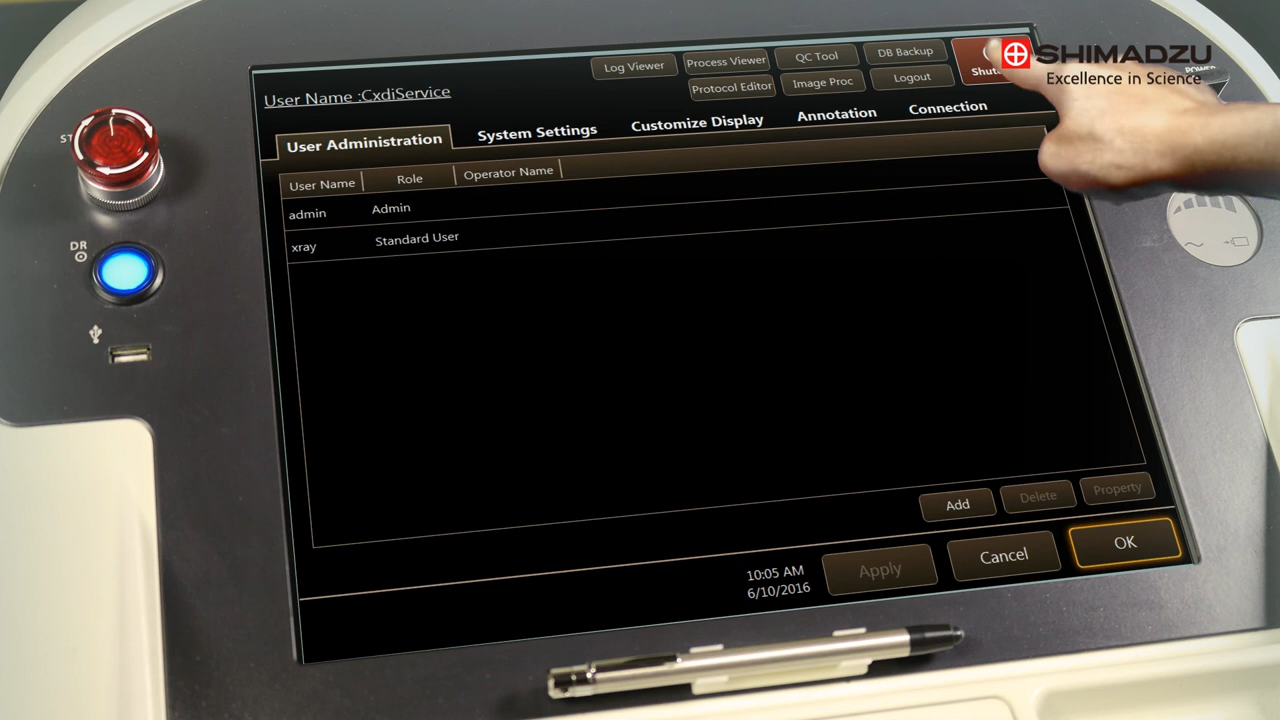 SHIMADZU
Excellence in Science
User Name :CxdiService
Log Viewer
Process Viewer
QC Tool
DB Backup
Protocol Editor
Image Proc
Logout
User Administration
System Settings
Customize Display
Annotation
Connection
User Name Role Operator Name
admin Admin
xray Standard User
Add Delete Property
10:05 AM
6/10/2016
Apply Cancel OK
DR